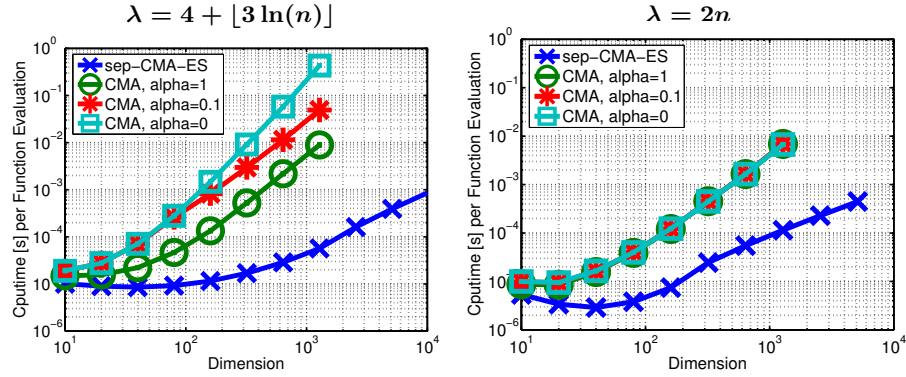 λ = 4 + ⌊3 ln(n)⌋
10^0
10^-1
10^-2
10^-3
10^-4
10^-5
10^-6
Cputime [s] per Function Evaluation
sep−CMA−ES
CMA, alpha=1
CMA, alpha=0.1
CMA, alpha=0
10^1
10^2
10^3
10^4
Dimension
λ = 2n
10^0
10^-1
10^-2
10^-3
10^-4
10^-5
10^-6
Cputime [s] per Function Evaluation
sep−CMA−ES
CMA, alpha=1
CMA, alpha=0.1
CMA, alpha=0
10^1
10^2
10^3
10^4
Dimension